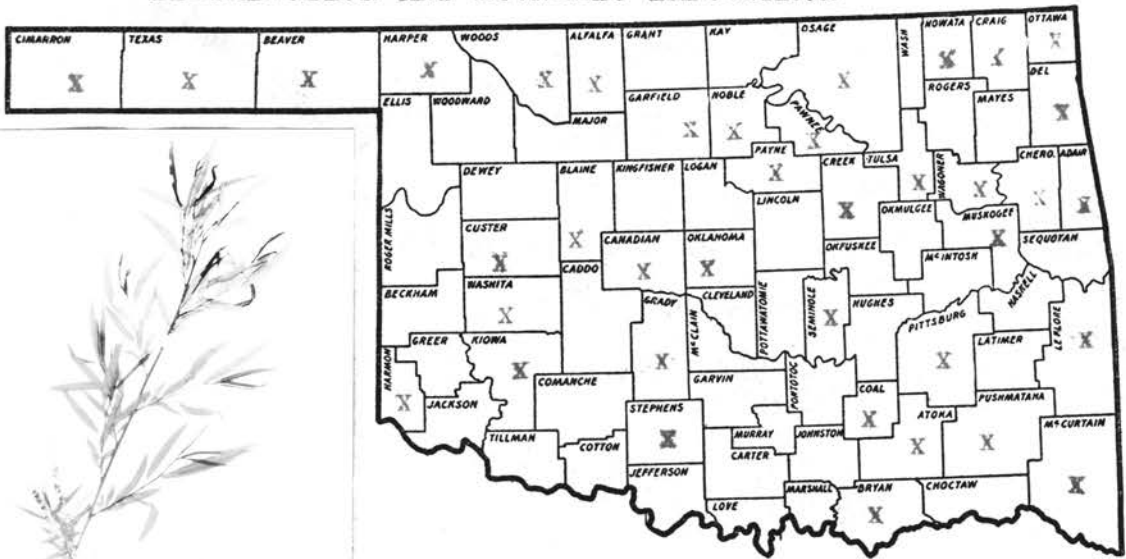 CIMARRON TEXAS BEAVER HARPER WOODS ALFALFA GRANT KAY OSAGE WASH NOWATA CRAIG OTTAWA
X X X X X X X X X X
ELLIS WOODWARD MAJOR GARFIELD NOBLE PAWNEE ROGERS MAYES DEL
X X X X
DEWEY BLAINE KINGFISHER LOGAN PAYNE CREEK TULSA WAGONER CHERO. ADAIR
X X X X X X X
ROGER MILLS CUSTER CANADIAN OKLAHOMA LINCOLN OKMULGEE MUSKOGEE SEQUOYAH
X X X X
OKFUSKEE McINTOSH
BECKHAM WASHITA CADDO GRADY CLEVELAND McCLAIN POTTAWATOMIE SEMINOLE HUGHES PITTSBURG HASKELL LE FLORE
X X X X X
HARMON GREER KIOWA COMANCHE GARVIN PONTOTOC COAL LATIMER
X X X
JACKSON STEPHENS MURRAY JOHNSTON ATOKA PUSHMATAHA McCURTAIN
X X X X
TILLMAN COTTON JEFFERSON CARTER LOVE MARSHALL BRYAN CHOCTAW
X